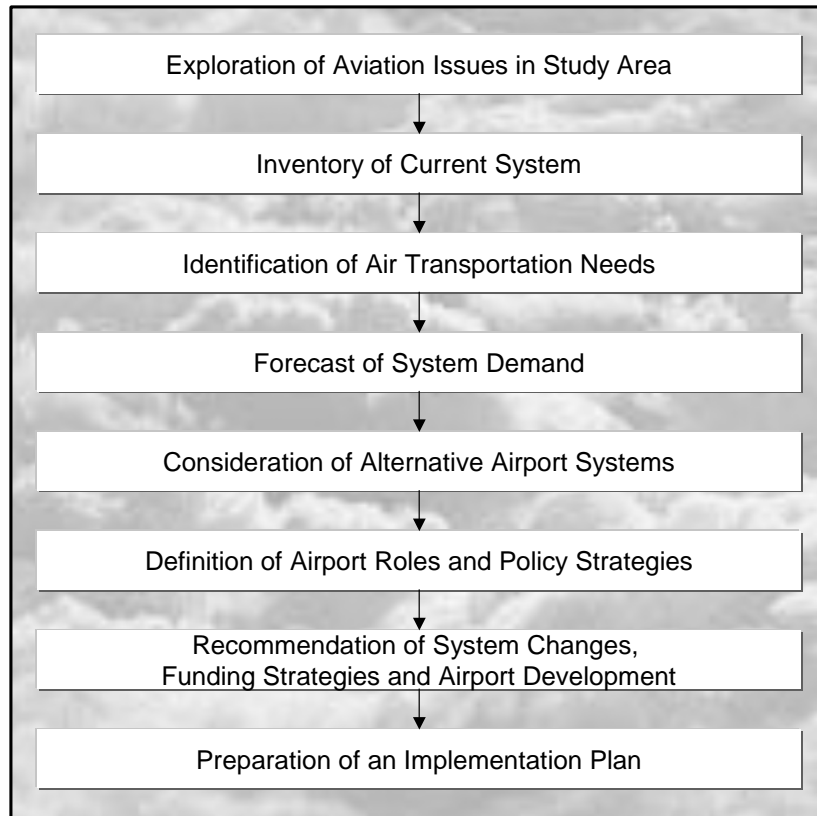 Exploration of Aviation Issues in Study Area
Inventory of Current System
Identification of Air Transportation Needs
Forecast of System Demand
Consideration of Alternative Airport Systems
Definition of Airport Roles and Policy Strategies
Recommendation of System Changes,
Funding Strategies and Airport Development
Preparation of an Implementation Plan